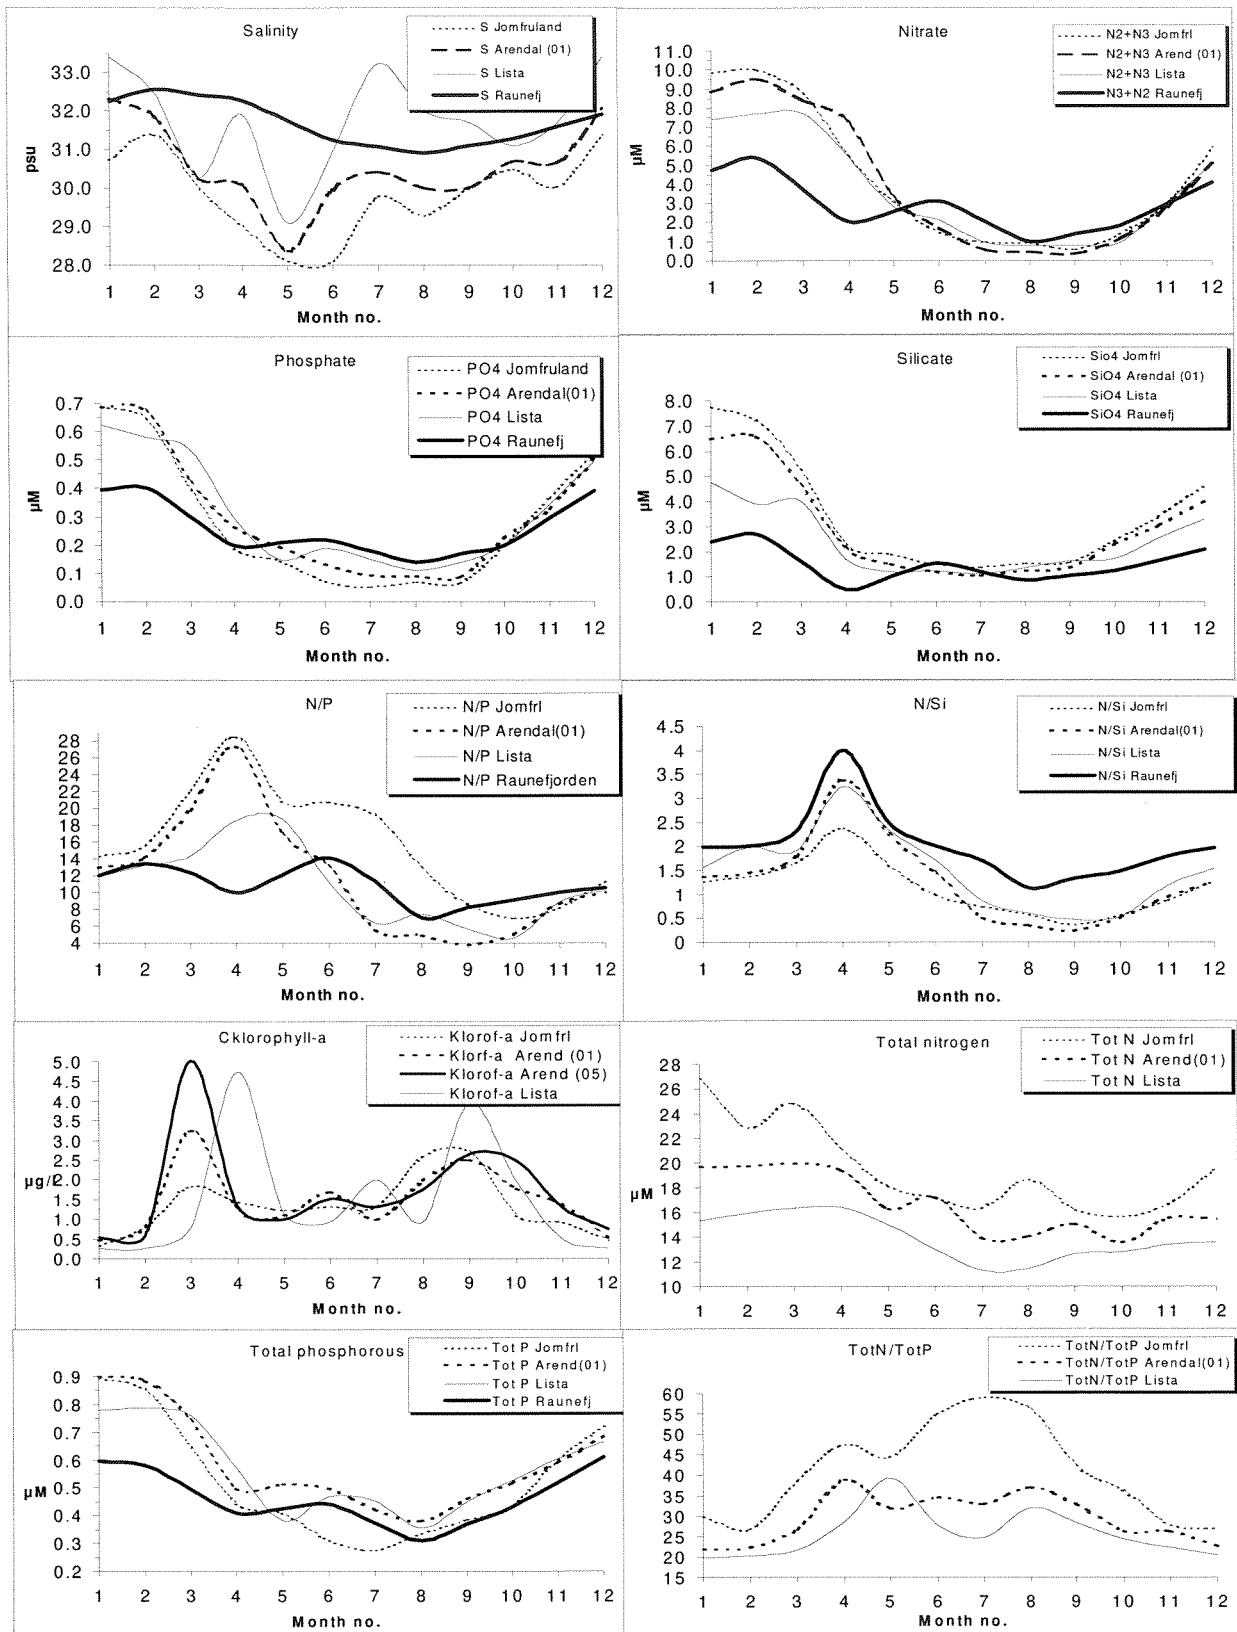 Salinity
S Jomfruland
S Arendal (01)
S Lista
S Raunefj
33.0
32.0
31.0
30.0
29.0
28.0
psu
1 2 3 4 5 6 7 8 9 10 11 12
Month no.
Nitrate
N2+N3 Jomfrl
N2+N3 Arend (01)
N2+N3 Lista
N3+N2 Raunefj
11.0
10.0
9.0
8.0
7.0
6.0
5.0
4.0
3.0
2.0
1.0
0.0
µM
1 2 3 4 5 6 7 8 9 10 11 12
Month no.
Phosphate
PO4 Jomfruland
PO4 Arendal(01)
PO4 Lista
PO4 Raunefj
0.7
0.6
0.5
0.4
0.3
0.2
0.1
0.0
µM
1 2 3 4 5 6 7 8 9 10 11 12
Month no.
Silicate
Sio4 Jomfrl
SiO4 Arendal (01)
SiO4 Lista
SiO4 Raunefj
8.0
7.0
6.0
5.0
4.0
3.0
2.0
1.0
0.0
µM
1 2 3 4 5 6 7 8 9 10 11 12
Month no.
N/P
N/P Jomfrl
N/P Arendal(01)
N/P Lista
N/P Raunefjorden
28
26
24
22
20
18
16
14
12
10
8
6
4
1 2 3 4 5 6 7 8 9 10 11 12
Month no.
N/Si
N/Si Jomfrl
N/Si Arendal(01)
N/Si Lista
N/Si Raunefj
4.5
4
3.5
3
2.5
2
1.5
1
0.5
0
1 2 3 4 5 6 7 8 9 10 11 12
Month no.
Cklorophyll-a
Klorof-a Jomfrl
Klorf-a Arend (01)
Klorof-a Arend (05)
Klorof-a Lista
5.0
4.5
4.0
3.5
3.0
2.5
2.0
1.5
1.0
0.5
0.0
µg/l
1 2 3 4 5 6 7 8 9 10 11 12
Month no.
Total nitrogen
Tot N Jomfrl
Tot N Arend(01)
Tot N Lista
28
26
24
22
20
18
16
14
12
10
µM
1 2 3 4 5 6 7 8 9 10 11 12
Month no.
Total phosphorous
Tot P Jomfrl
Tot P Arend(01)
Tot P Lista
Tot P Raunefj
0.9
0.8
0.7
0.6
0.5
0.4
0.3
0.2
µM
1 2 3 4 5 6 7 8 9 10 11 12
Month no.
TotN/TotP
TotN/TotP Jomfrl
TotN/TotP Arendal(01)
TotN/TotP Lista
60
55
50
45
40
35
30
25
20
15
1 2 3 4 5 6 7 8 9 10 11 12
Month no.